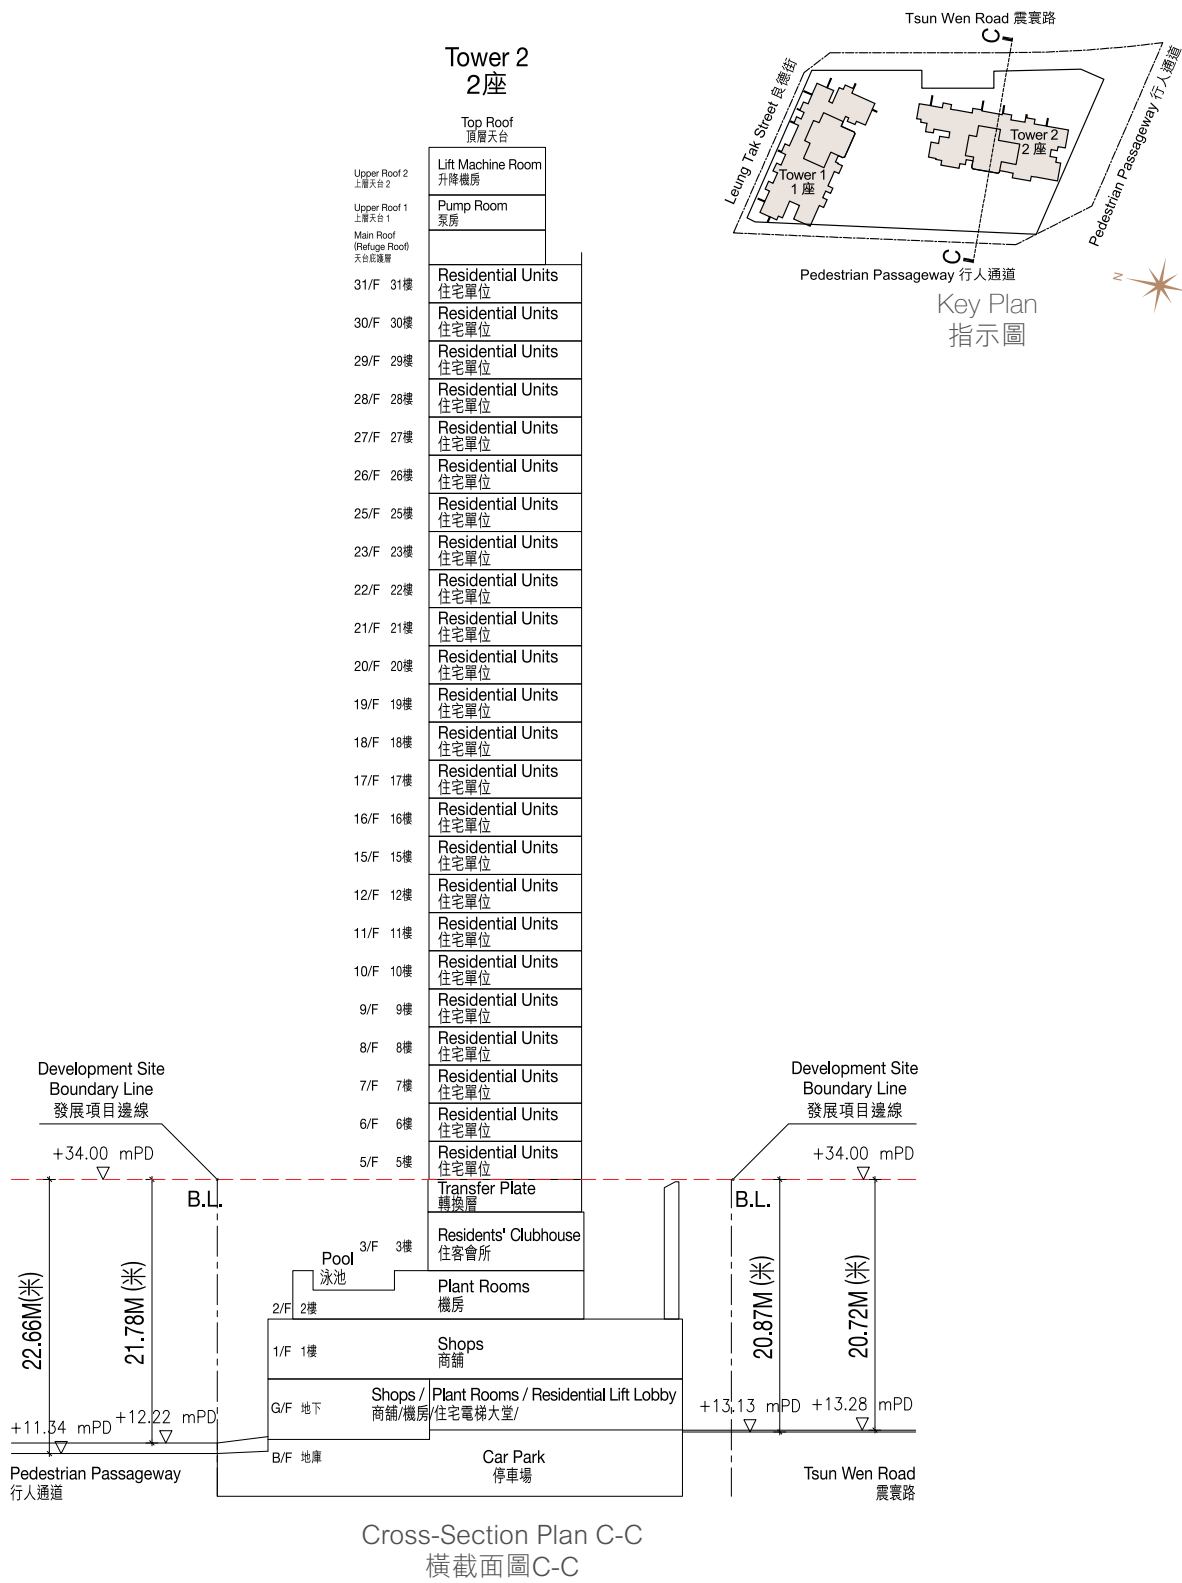 Tsun Wen Road 震寰路
C
Leung Tak Street 良德街
Pedestrian Passageway 行人通道
Tower 2
2 座
Tower 1
1 座
C
Pedestrian Passageway 行人通道
N
Key Plan
指示圖
Tower 2
2座
Top Roof
頂層天台
Upper Roof 2
上層天台 2
Lift Machine Room
升降機房
Upper Roof 1
上層天台 1
Pump Room
泵房
Main Roof
(Refuge Roof)
天台庇護層
31/F 31樓 Residential Units
住宅單位
30/F 30樓 Residential Units
住宅單位
29/F 29樓 Residential Units
住宅單位
28/F 28樓 Residential Units
住宅單位
27/F 27樓 Residential Units
住宅單位
26/F 26樓 Residential Units
住宅單位
25/F 25樓 Residential Units
住宅單位
23/F 23樓 Residential Units
住宅單位
22/F 22樓 Residential Units
住宅單位
21/F 21樓 Residential Units
住宅單位
20/F 20樓 Residential Units
住宅單位
19/F 19樓 Residential Units
住宅單位
18/F 18樓 Residential Units
住宅單位
17/F 17樓 Residential Units
住宅單位
16/F 16樓 Residential Units
住宅單位
15/F 15樓 Residential Units
住宅單位
12/F 12樓 Residential Units
住宅單位
11/F 11樓 Residential Units
住宅單位
10/F 10樓 Residential Units
住宅單位
9/F 9樓 Residential Units
住宅單位
8/F 8樓 Residential Units
住宅單位
7/F 7樓 Residential Units
住宅單位
6/F 6樓 Residential Units
住宅單位
5/F 5樓 Residential Units
住宅單位
Development Site
Boundary Line
發展項目邊線
+34.00 mPD
B.L.
Development Site
Boundary Line
發展項目邊線
+34.00 mPD
B.L.
Transfer Plate
轉換層
3/F 3樓 Residents' Clubhouse
住客會所
Pool
泳池
2/F 2樓 Plant Rooms
機房
1/F 1樓 Shops
商舖
G/F 地下 Shops / Plant Rooms / Residential Lift Lobby
商舖/機房/住宅電梯大堂/
B/F 地庫 Car Park
停車場
22.66M(米)
21.78M (米)
20.87M (米)
20.72M (米)
+11.34 mPD
+12.22 mPD
+13.13 mPD
+13.28 mPD
Pedestrian Passageway
行人通道
Tsun Wen Road
震寰路
Cross-Section Plan C-C
橫截面圖C-C